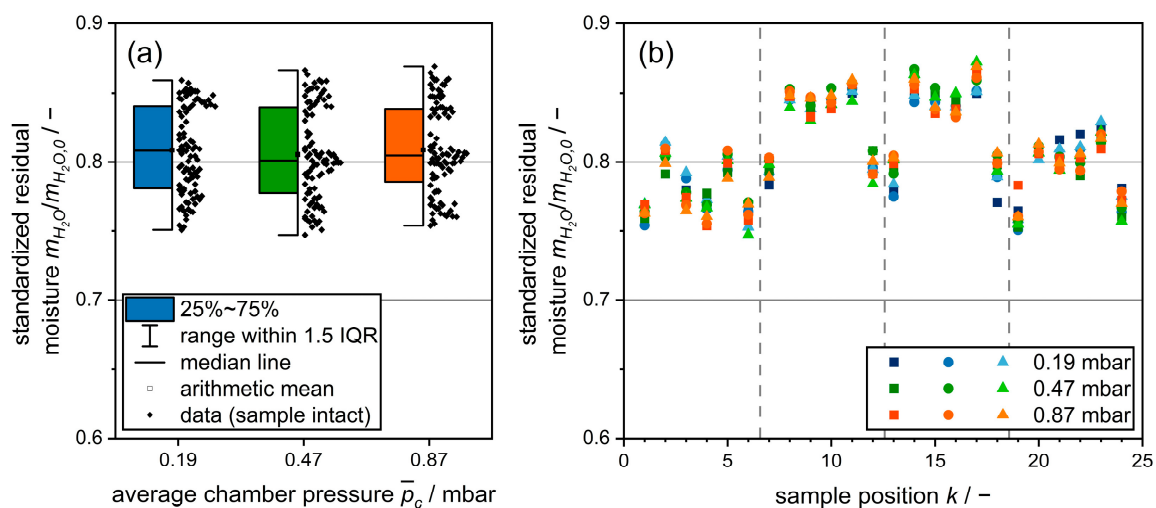 (a)
standardized residual
moisture m_{H_2O}/m_{H_2O,0} / −
0.9
0.8
0.7
0.6
25%~75%
range within 1.5 IQR
median line
arithmetic mean
data (sample intact)
0.19 0.47 0.87
average chamber pressure p̅_c / mbar
(b)
standardized residual
moisture m_{H_2O}/m_{H_2O,0} / −
0.9
0.8
0.7
0.6
0.19 mbar
0.47 mbar
0.87 mbar
0 5 10 15 20 25
sample position k / −